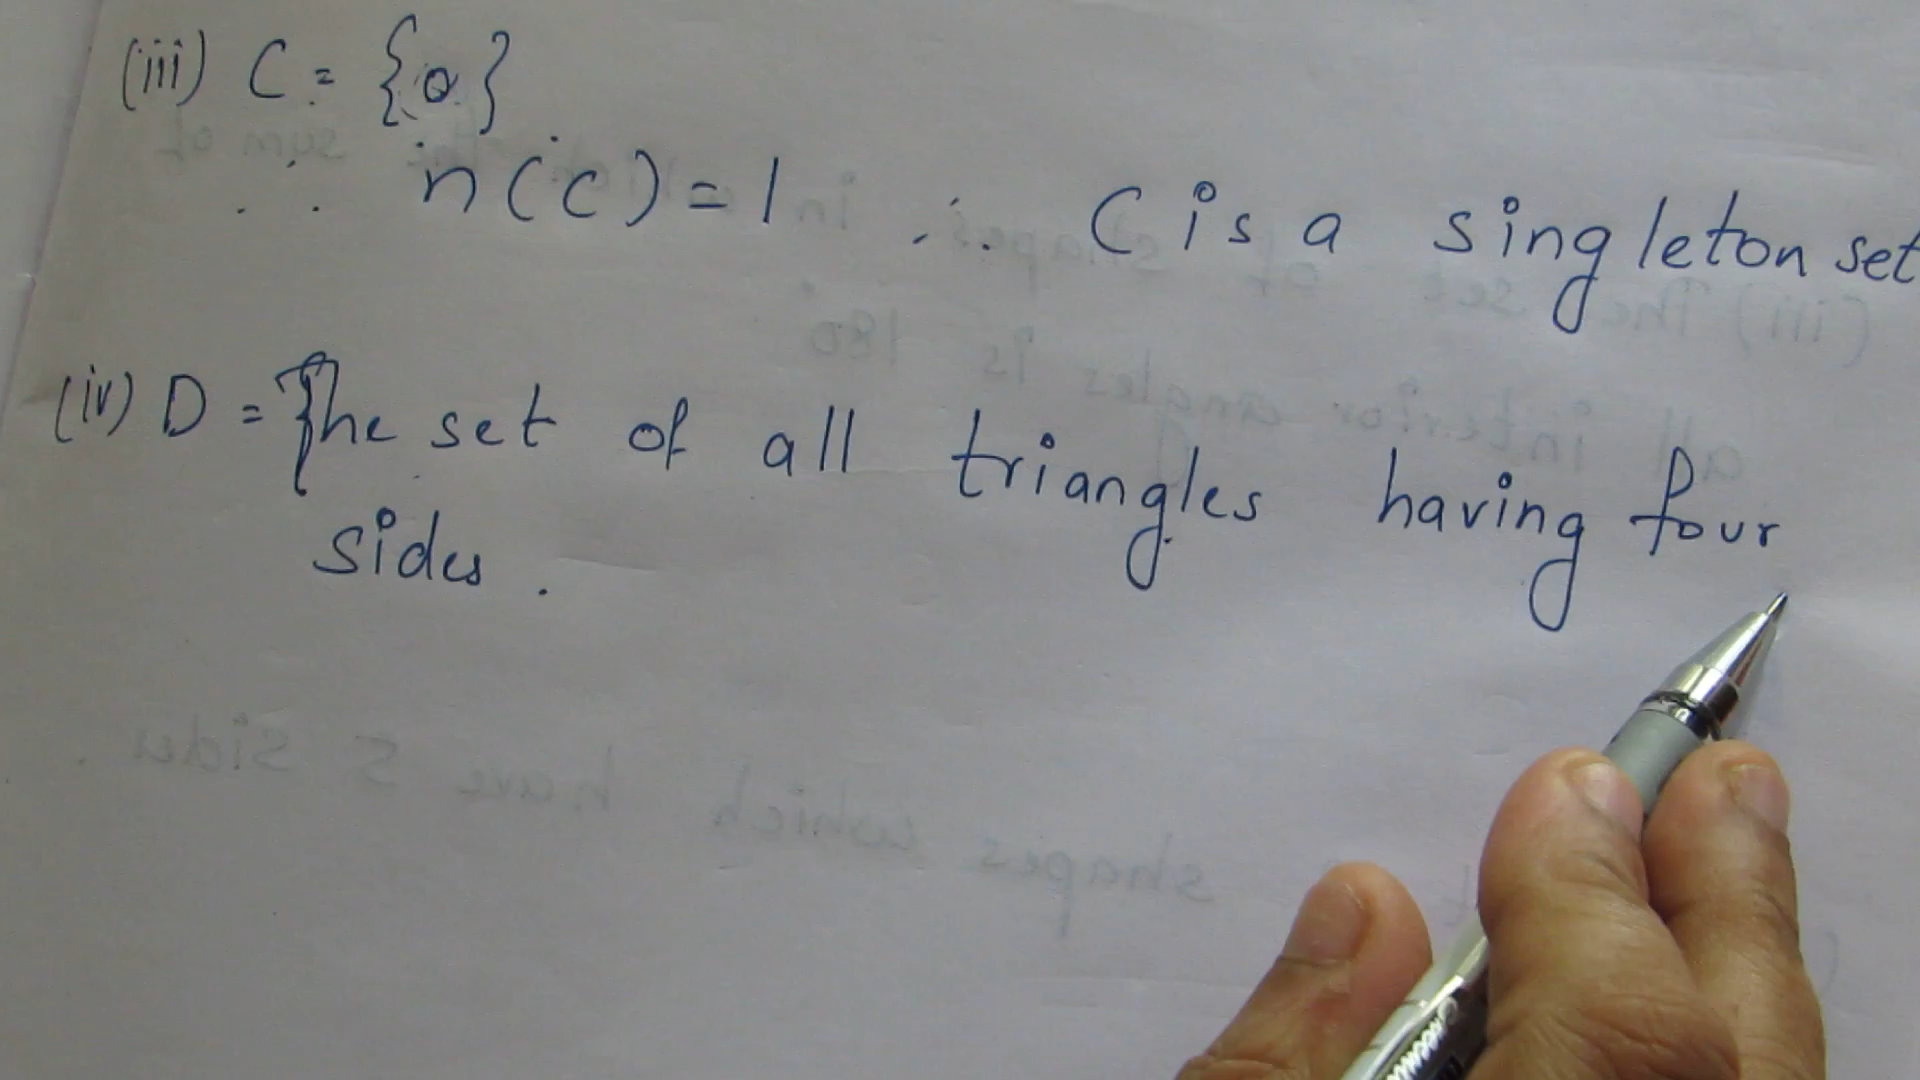 (iii) C = {0}
∴ n(C) = 1 ∴ C is a singleton set
(iv) D = The set of all triangles having four
sides.